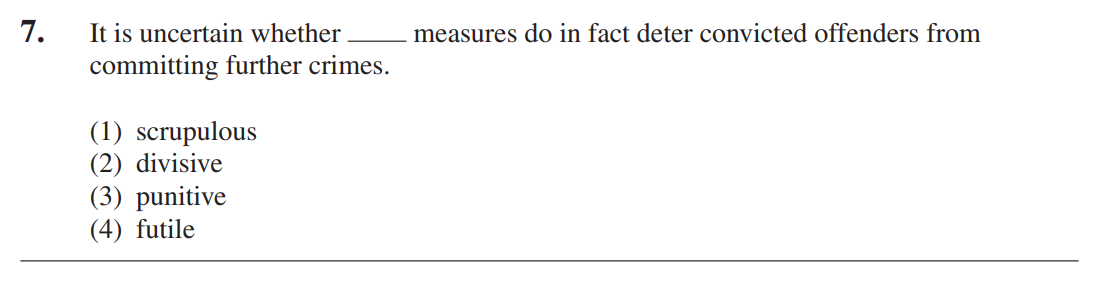 7. It is uncertain whether ____ measures do in fact deter convicted offenders from
committing further crimes.
(1) scrupulous
(2) divisive
(3) punitive
(4) futile